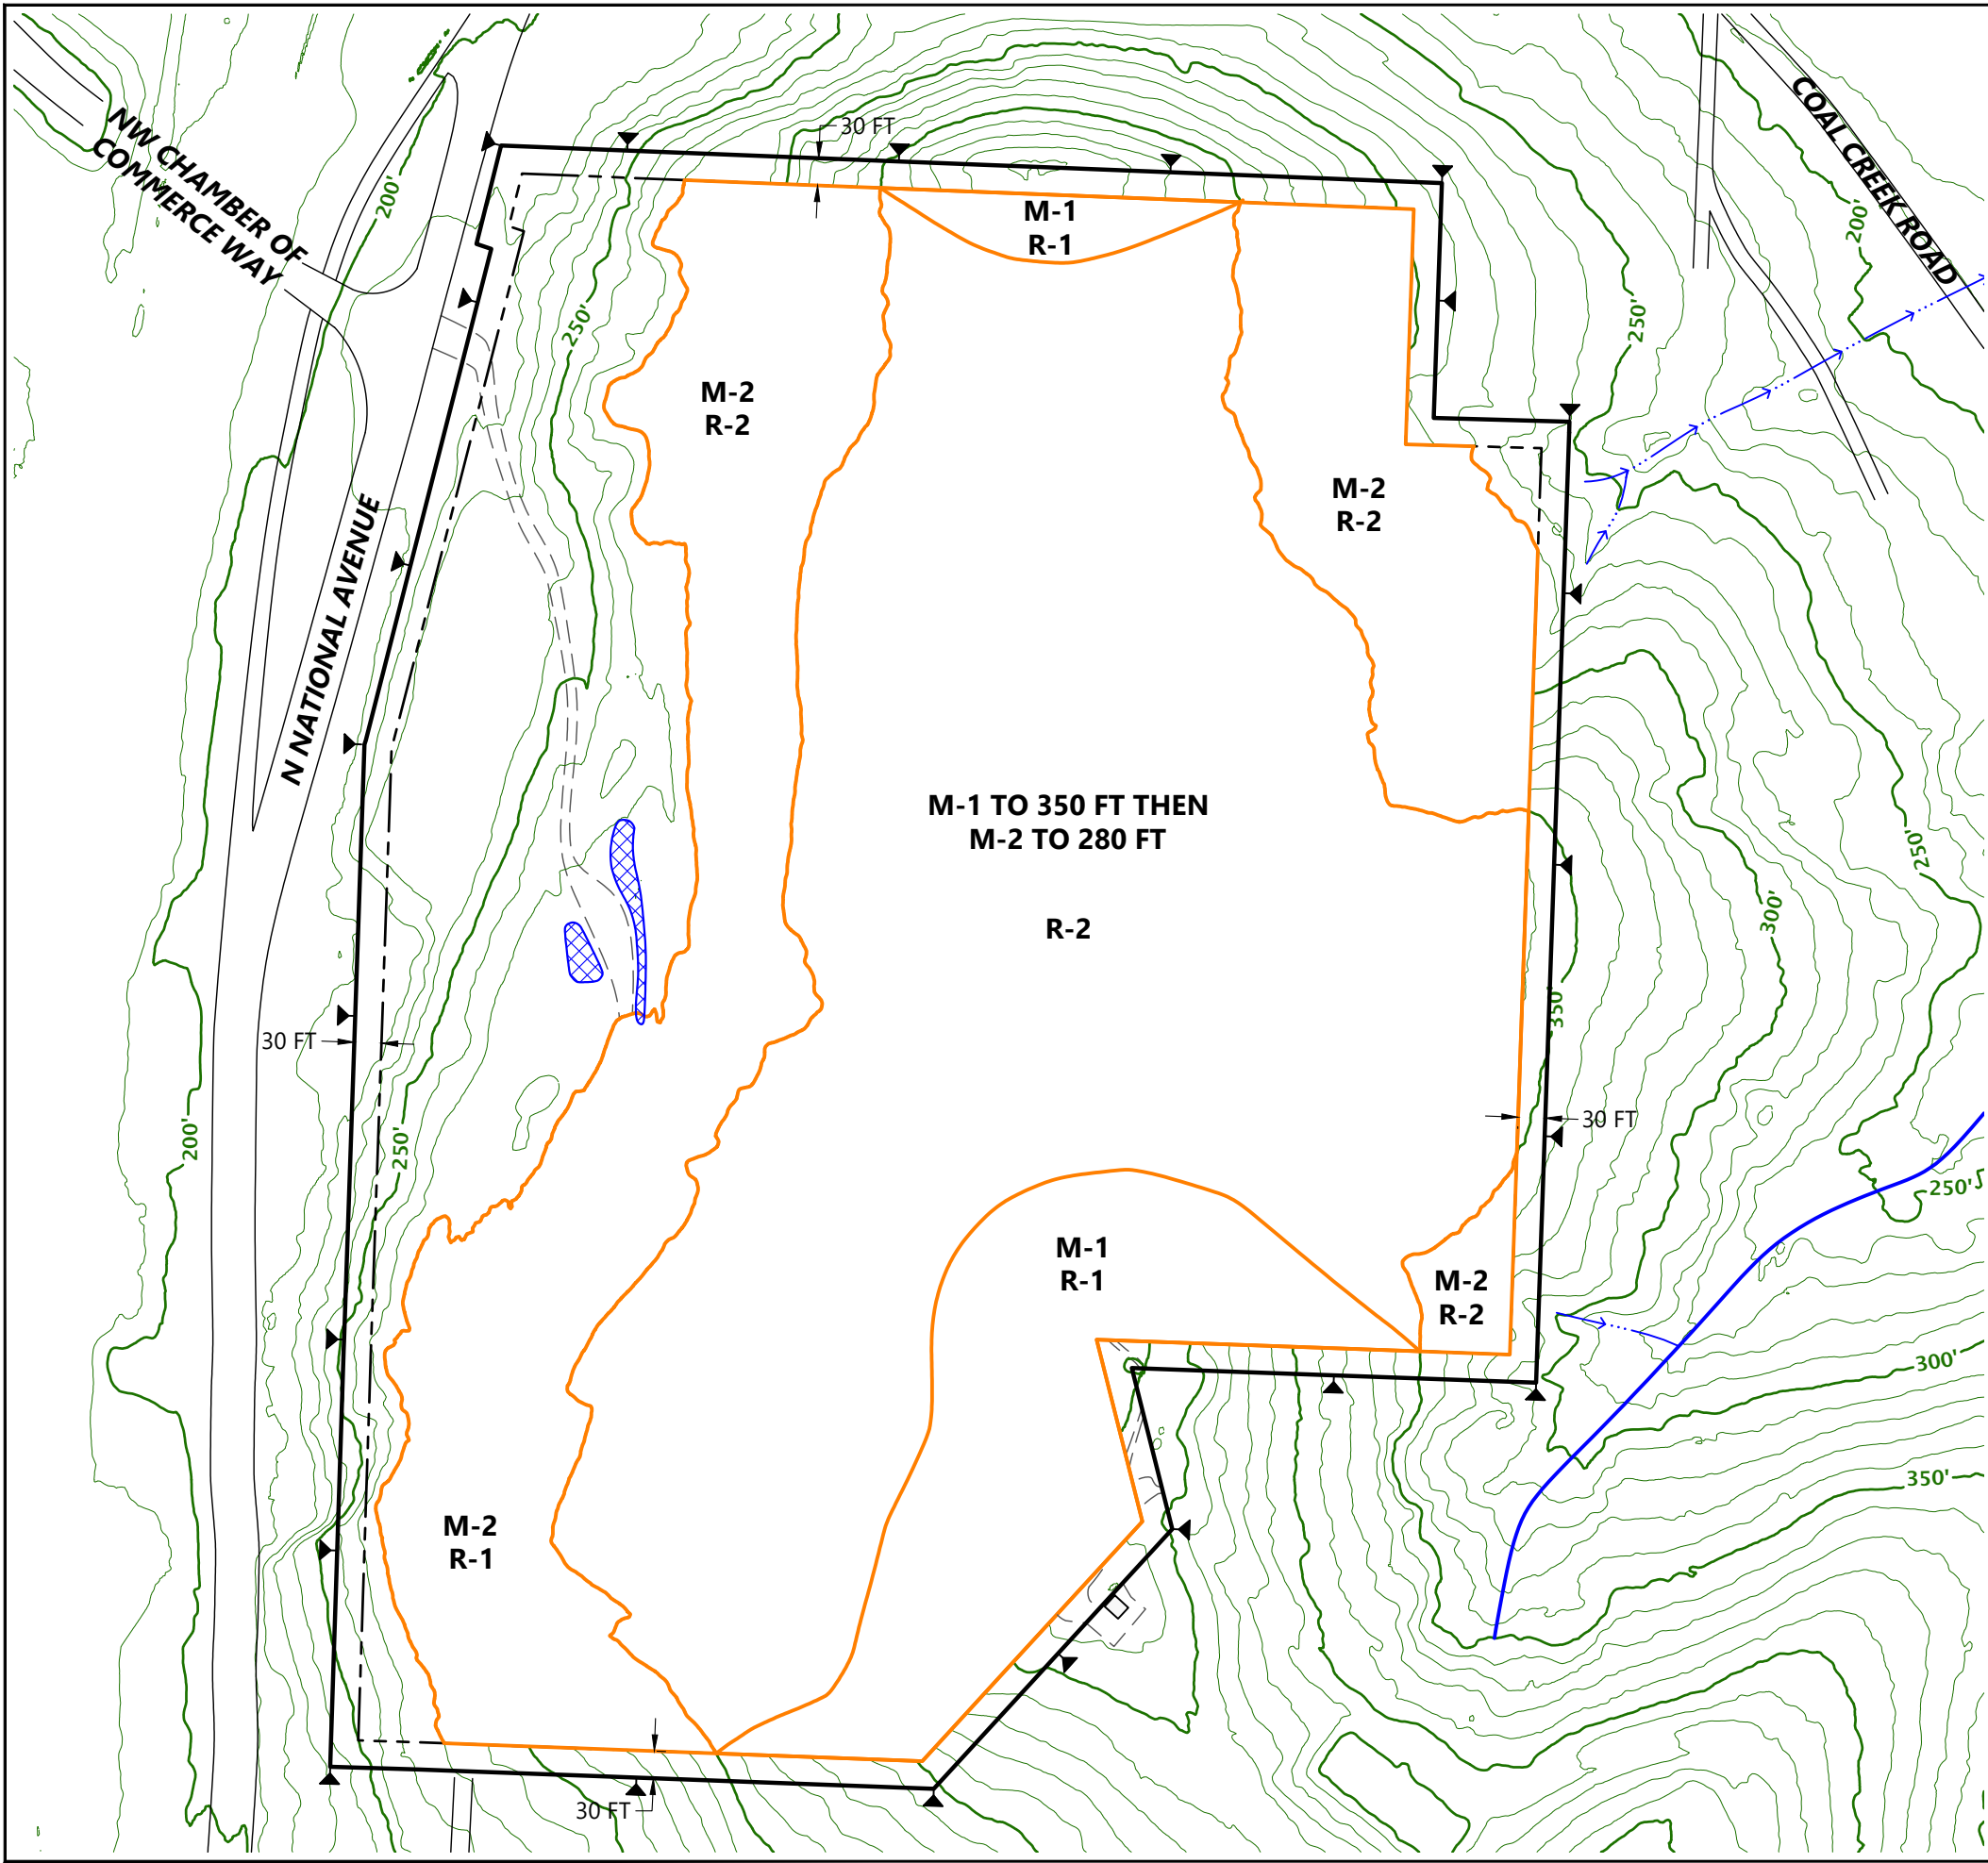 30 FT
NW CHAMBER OF
COMMERCE WAY
COAL CREEK ROAD
200'
200'
M-1
R-1
250'
250'
M-2
R-2
M-2
R-2
N NATIONAL AVENUE
M-1 TO 350 FT THEN
M-2 TO 280 FT
R-2
250'
300'
350'
30 FT
30 FT
200'
250'
250'
M-1
R-1
M-2
R-2
300'
350'
M-2
R-1
30 FT